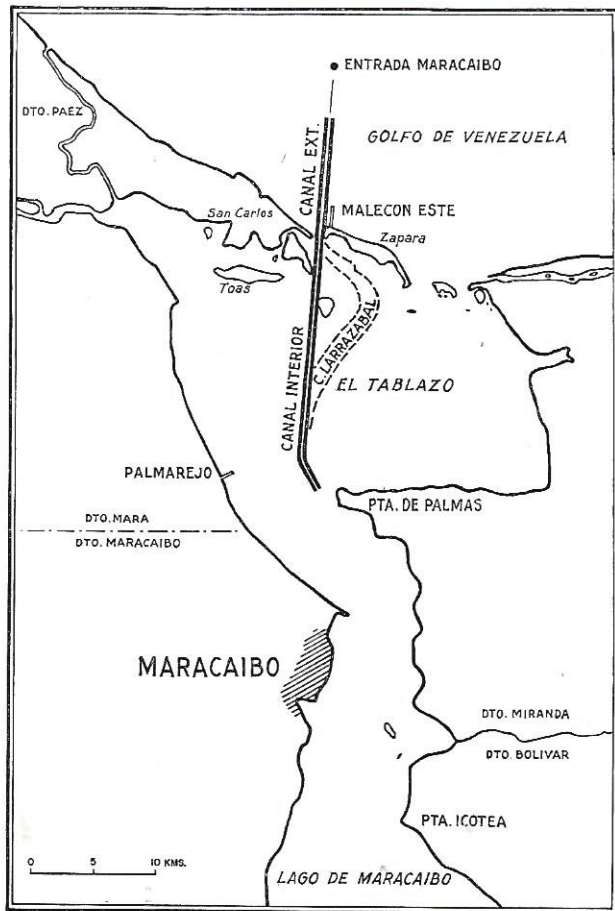 ENTRADA MARACAIBO
DTO. PAEZ
GOLFO DE VENEZUELA
CANAL EXT.
San Carlos
MALECON ESTE
Zapara
Toas
C. LARRAZABAL
CANAL INTERIOR
EL TABLAZO
PALMAREJO
PTA. DE PALMAS
DTO. MARA
DTO. MARACAIBO
MARACAIBO
DTO. MIRANDA
DTO. BOLIVAR
PTA. ICOTEA
0 5 10 KMS.
LAGO DE MARACAIBO